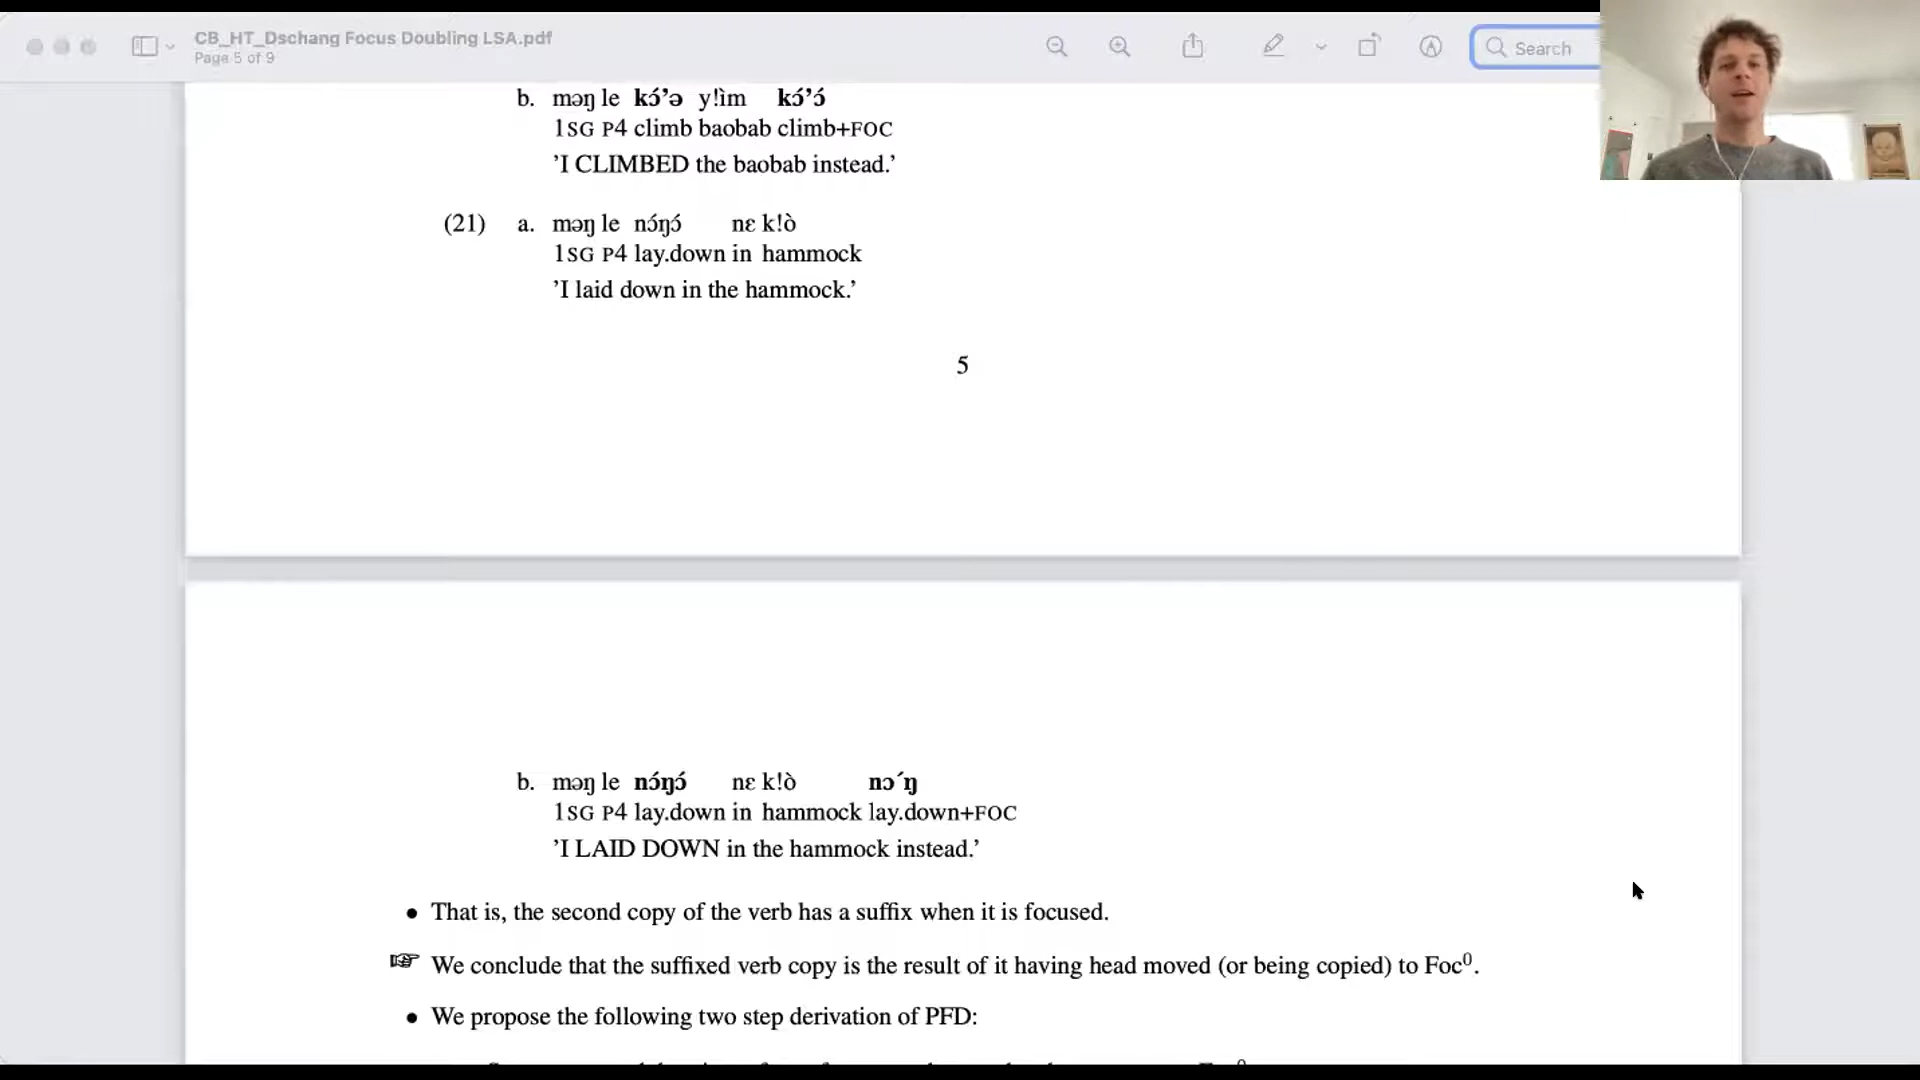 CB_HT_Dschang Focus Doubling LSA.pdf
Page 5 of 9
Search
b. məŋ le kɔ́’ə y!ìm kɔ́’ɔ́
1SG P4 climb baobab climb+FOC
’I CLIMBED the baobab instead.’
(21) a. məŋ le nɔ́ŋɔ́ nɛ k!ò
1SG P4 lay.down in hammock
’I laid down in the hammock.’
5
b. məŋ le nɔ́ŋɔ́ nɛ k!ò nɔ´ŋ
1SG P4 lay.down in hammock lay.down+FOC
’I LAID DOWN in the hammock instead.’
• That is, the second copy of the verb has a suffix when it is focused.
☞ We conclude that the suffixed verb copy is the result of it having head moved (or being copied) to Foc⁰.
• We propose the following two step derivation of PFD: